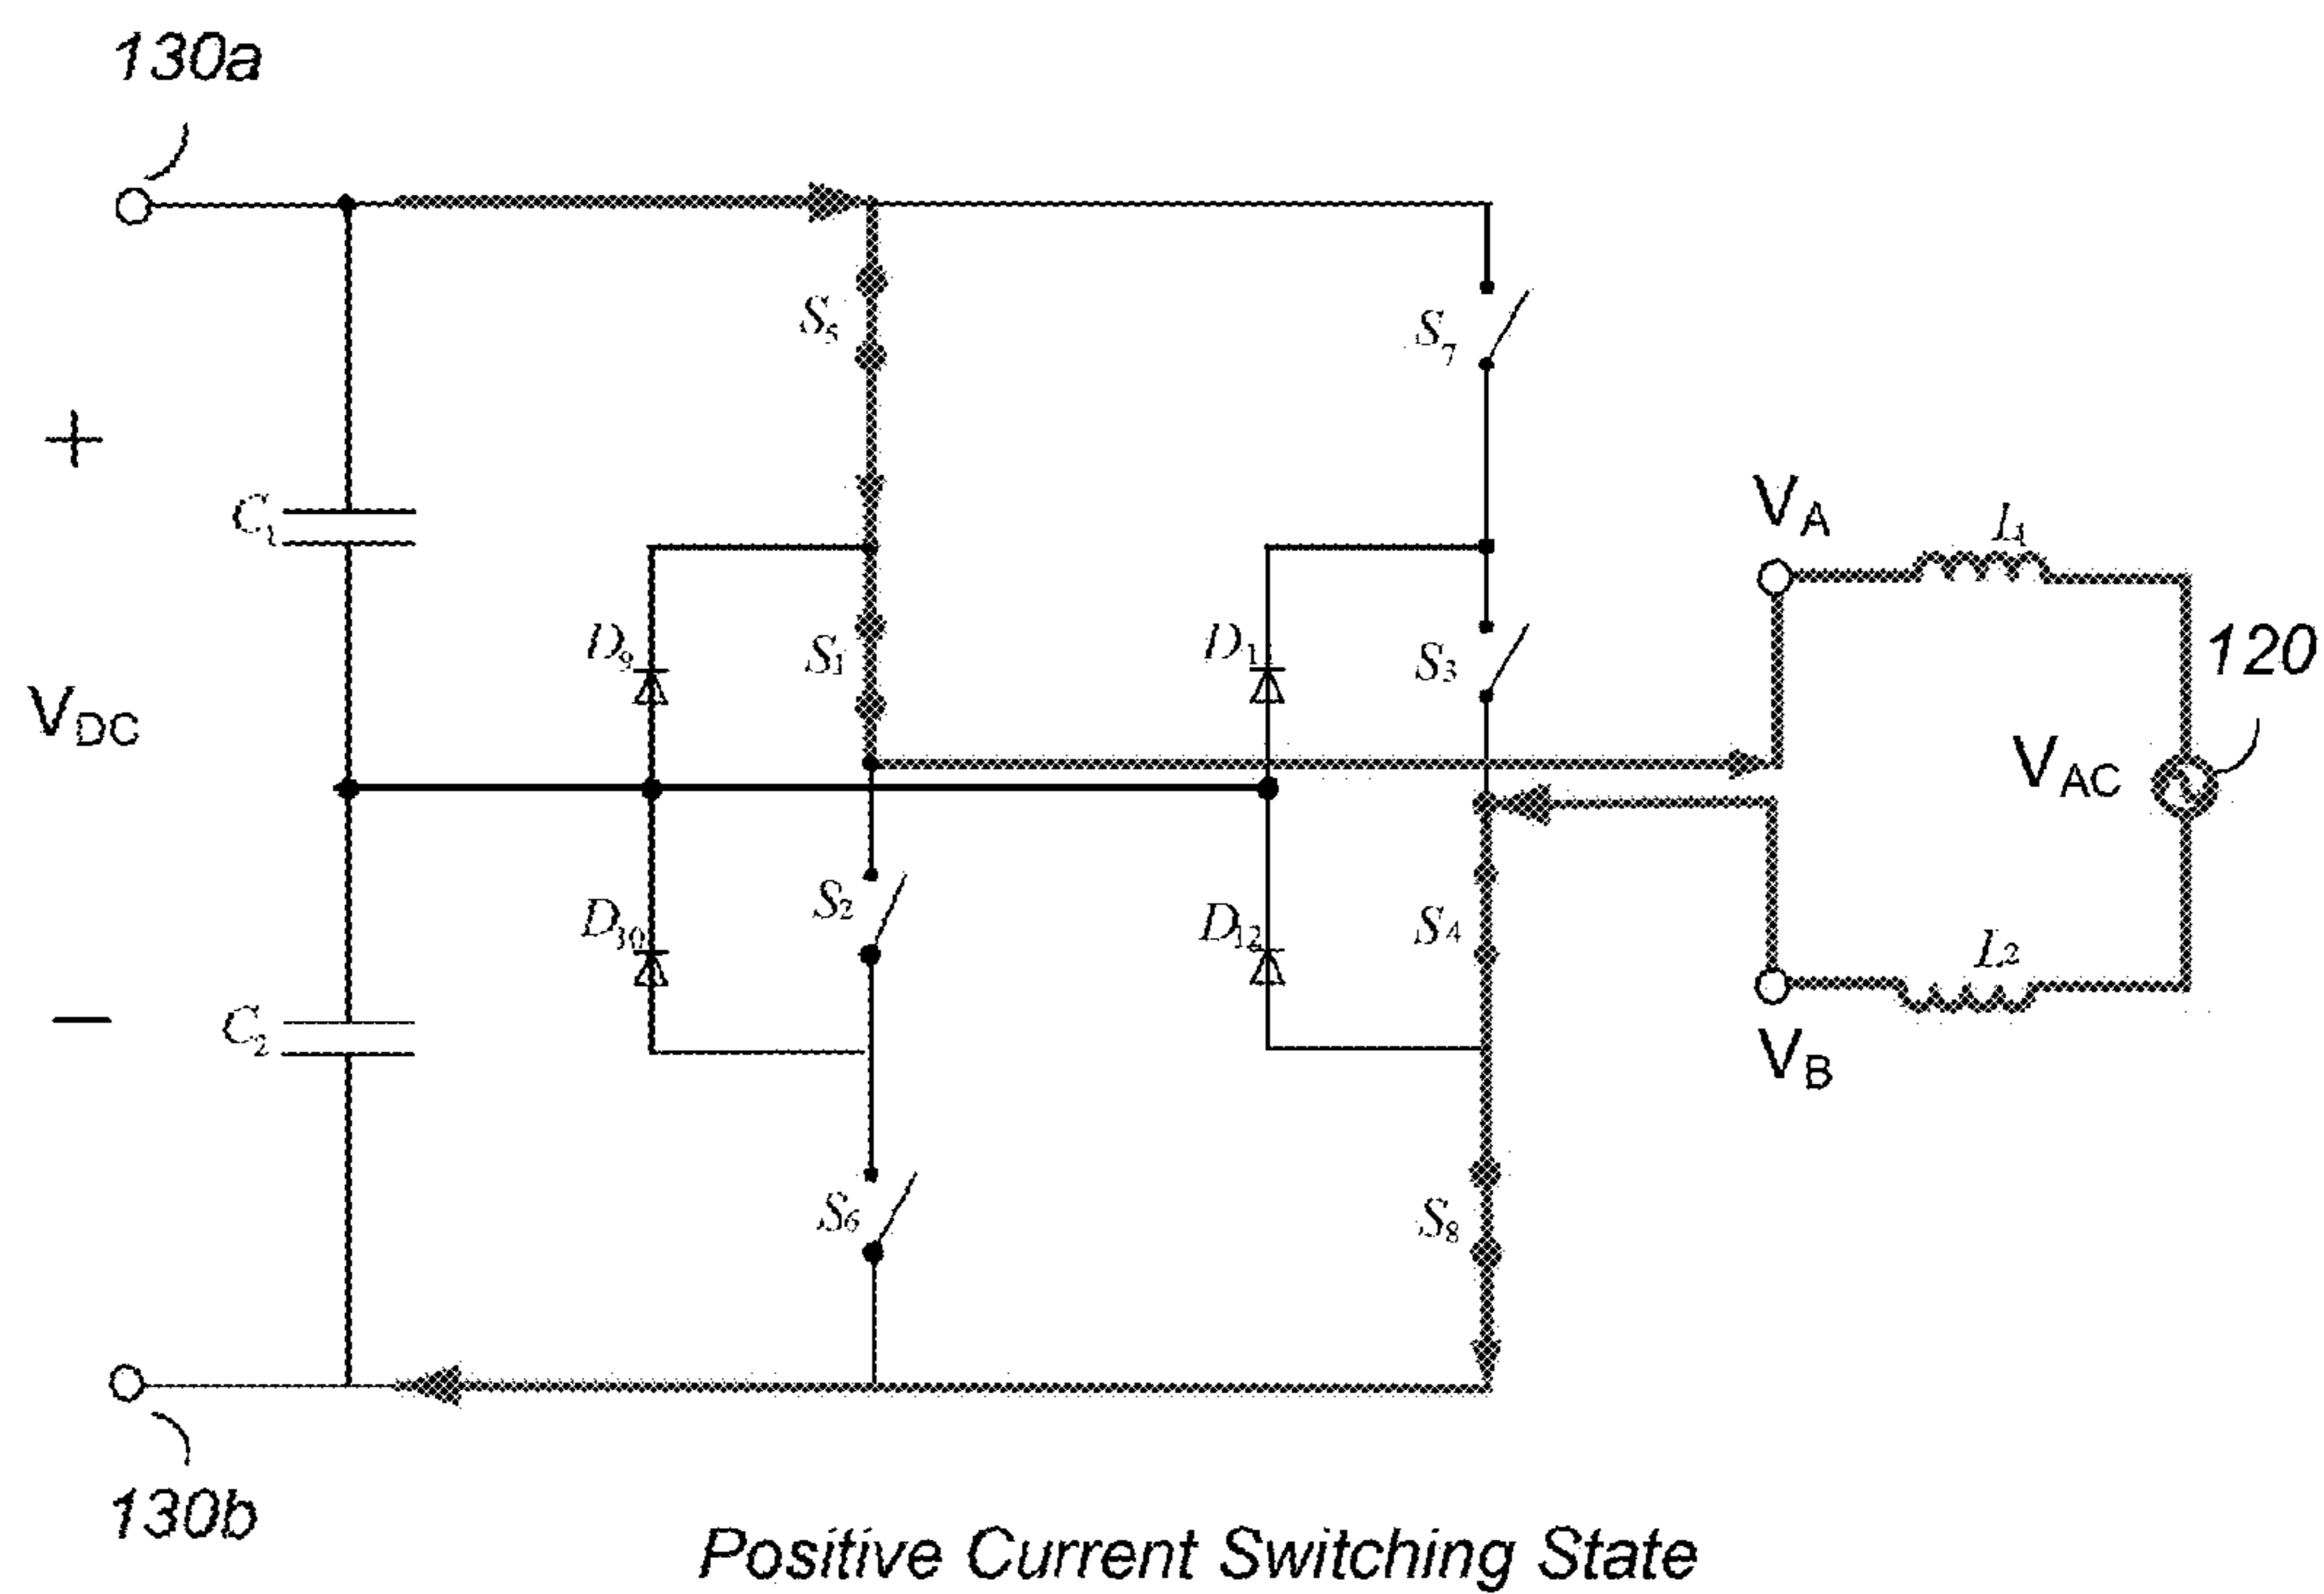 130a
S5
S7
+
C1
VA
L1
D9
S1
D11
S3
120
VDC
VAC
S2
S4
D10
D12
L2
−
C2
VB
S6
S8
130b
Positive Current Switching State